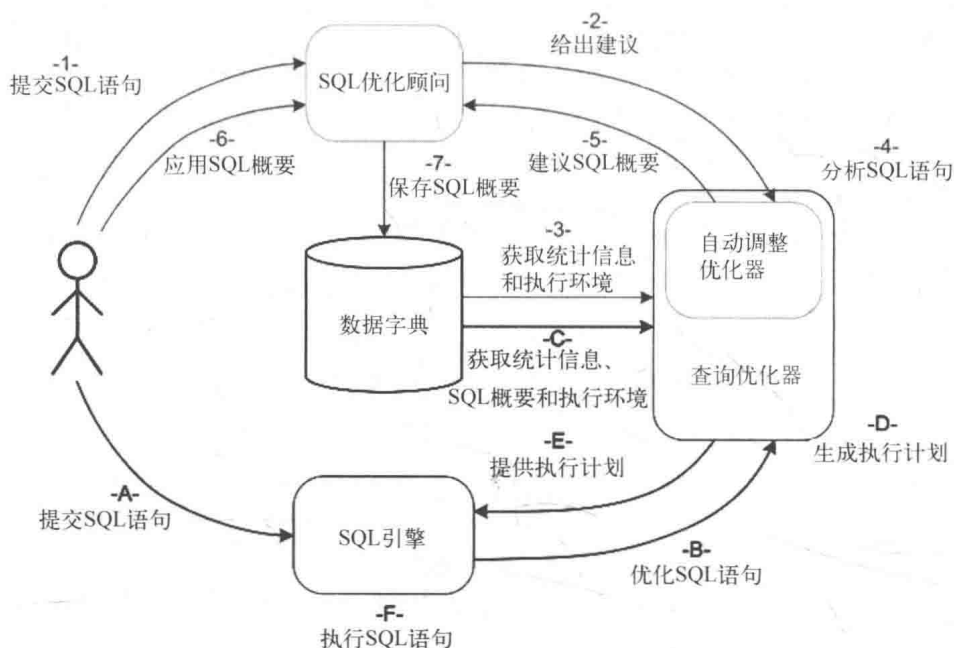 -1-
提交SQL语句
SQL优化顾问
-2-
给出建议
-6-
应用SQL概要
-5-
建议SQL概要
-4-
分析SQL语句
-7-
保存SQL概要
-3-
获取统计信息
和执行环境
自动调整
优化器
数据字典
-C-
获取统计信息、
SQL概要和执行环境
查询优化器
-D-
生成执行计划
-E-
提供执行计划
-A-
提交SQL语句
SQL引擎
-B-
优化SQL语句
-F-
执行SQL语句